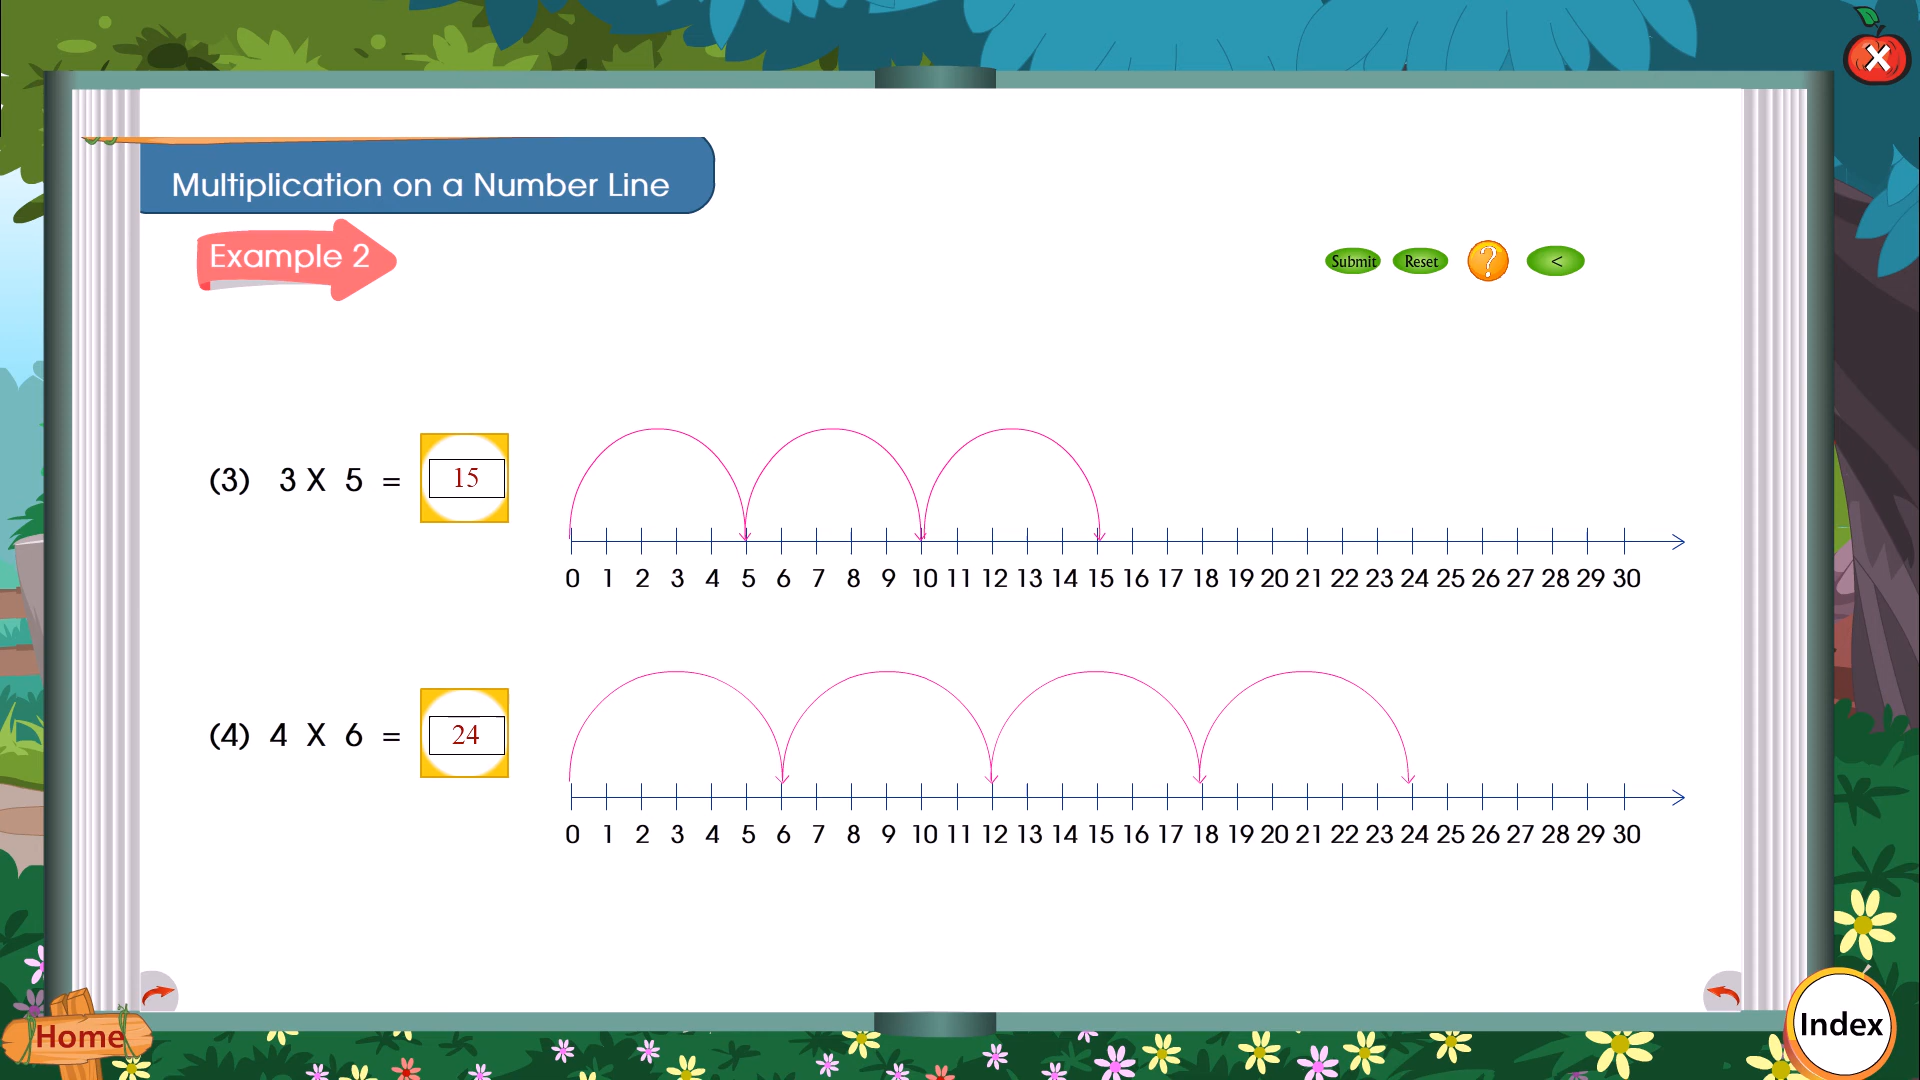 Multiplication on a Number Line
Example 2
Submit Reset ? <
(3) 3 X 5 = 15
0 1 2 3 4 5 6 7 8 9 10 11 12 13 14 15 16 17 18 19 20 21 22 23 24 25 26 27 28 29 30
(4) 4 X 6 = 24
0 1 2 3 4 5 6 7 8 9 10 11 12 13 14 15 16 17 18 19 20 21 22 23 24 25 26 27 28 29 30
Home
Index